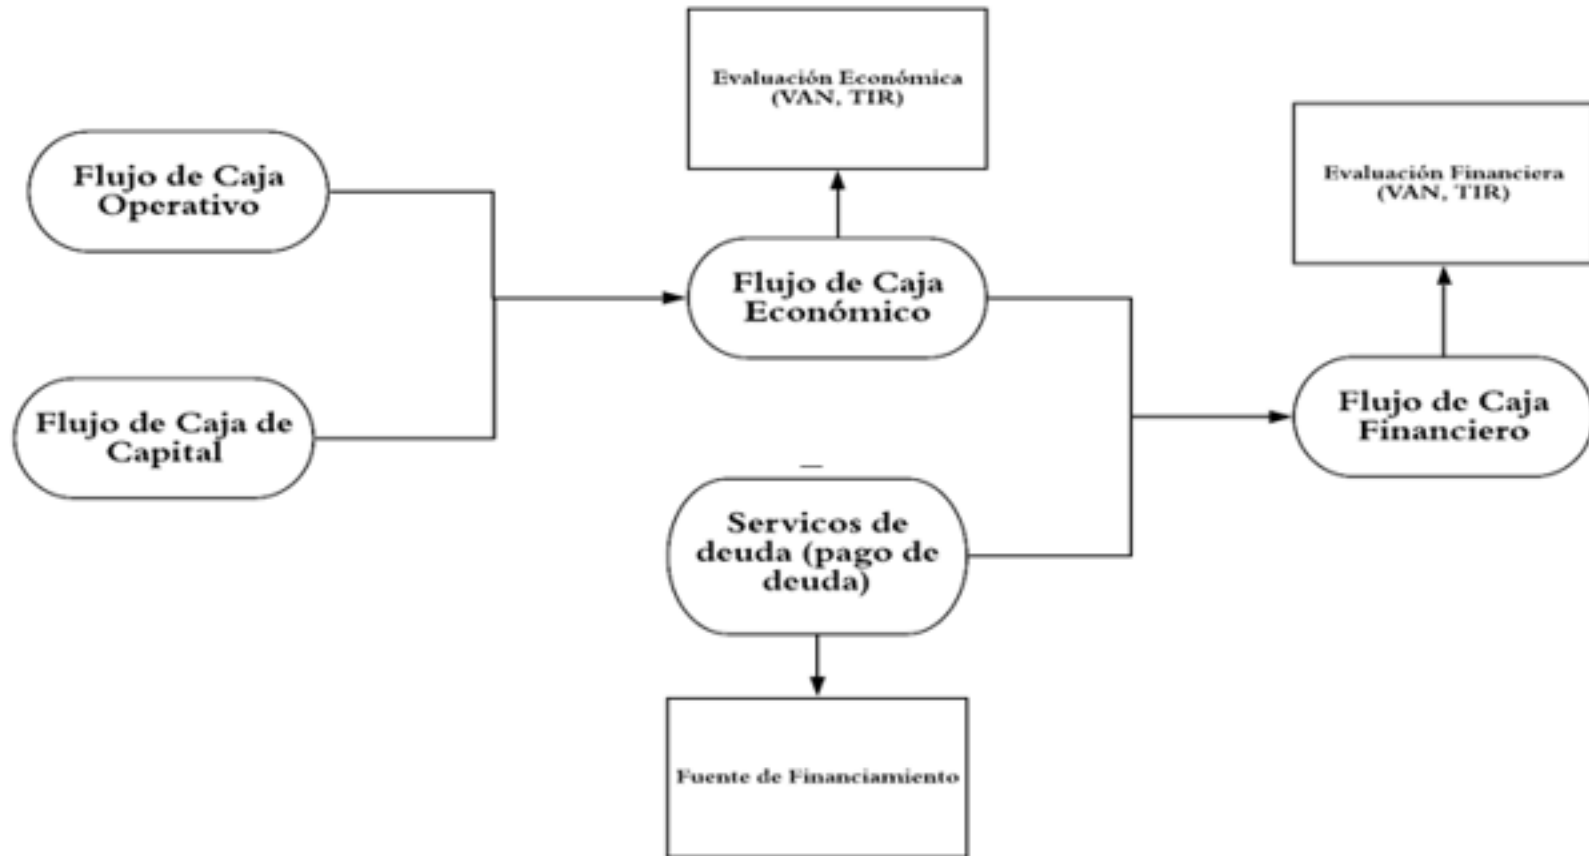 Evaluación Económica
(VAN, TIR)
Evaluación Financiera
(VAN, TIR)
Flujo de Caja
Operativo
Flujo de Caja
Económico
Flujo de Caja
Financiero
Flujo de Caja de
Capital
_
Servicos de
deuda (pago de
deuda)
Fuente de Financiamiento